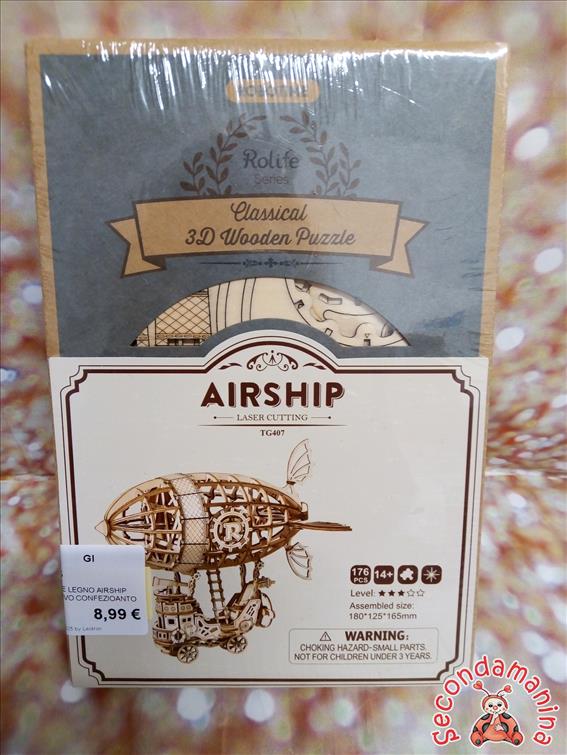 ROBOTIME
Rolife
Series
Classical
3D Wooden Puzzle
AIRSHIP
LASER CUTTING
TG407
R
176
PCS
14+
Level: ★★★☆☆
Assembled size:
180*125*165mm
GI
E LEGNO AIRSHIP
VO CONFEZIOANTO
8,99 €
WARNING:
CHOKING HAZARD-SMALL PARTS.
NOT FOR CHILDREN UNDER 3 YEARS.
Secondamanina